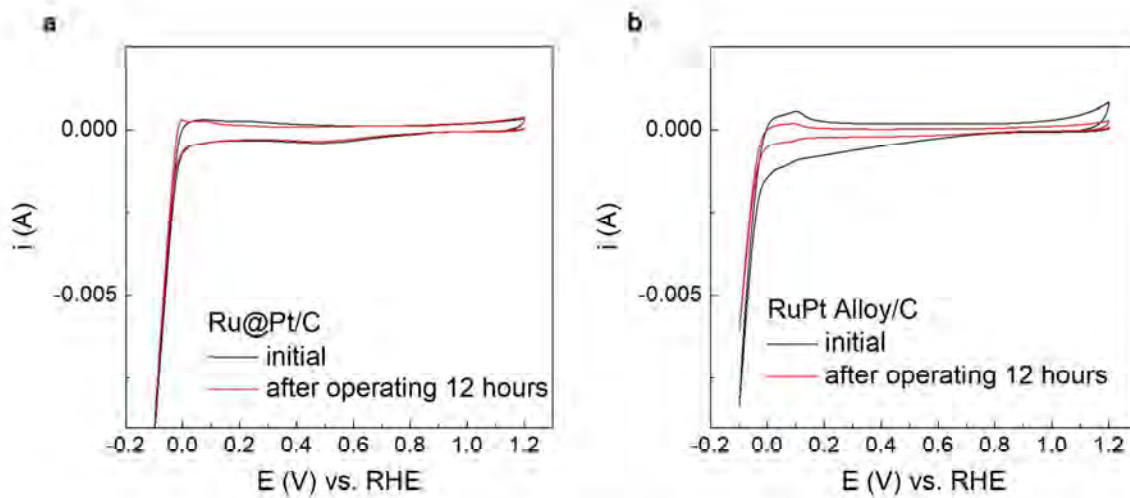 a
0.000
-0.005
i (A)
Ru@Pt/C
initial
after operating 12 hours
-0.2 0.0 0.2 0.4 0.6 0.8 1.0 1.2
E (V) vs. RHE
b
0.000
-0.005
i (A)
RuPt Alloy/C
initial
after operating 12 hours
-0.2 0.0 0.2 0.4 0.6 0.8 1.0 1.2
E (V) vs. RHE